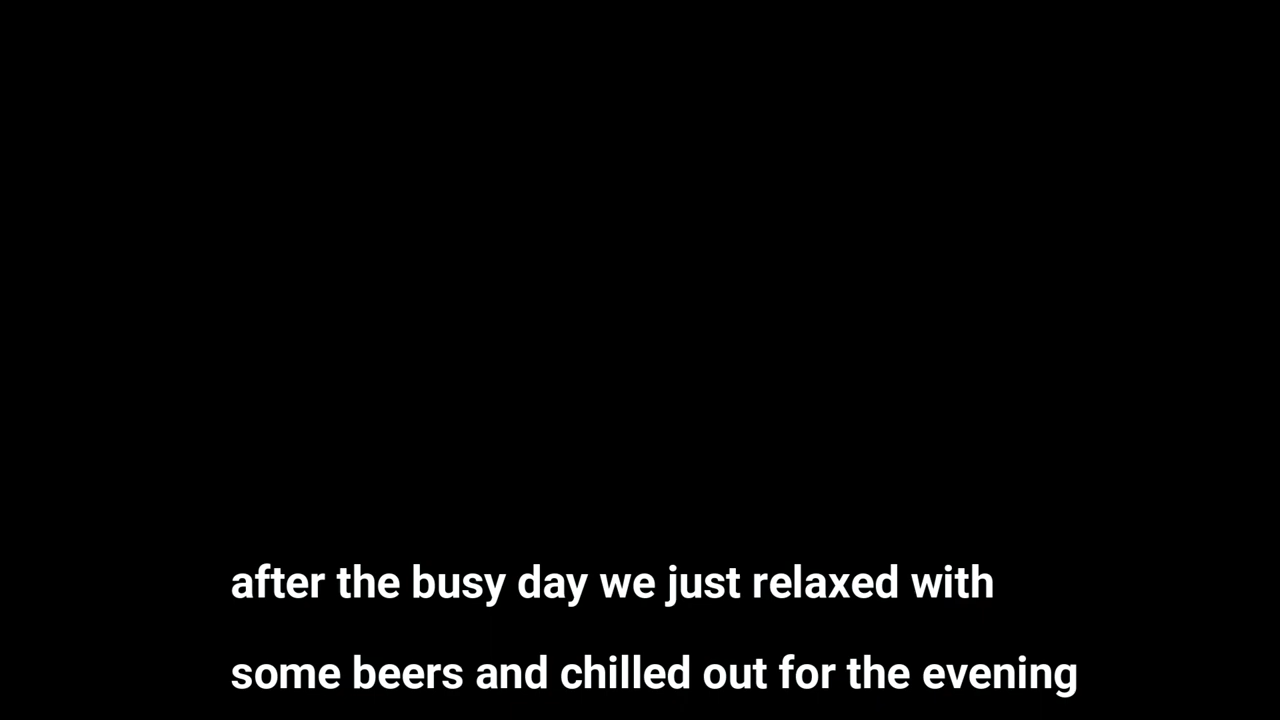 after the busy day we just relaxed with
some beers and chilled out for the evening